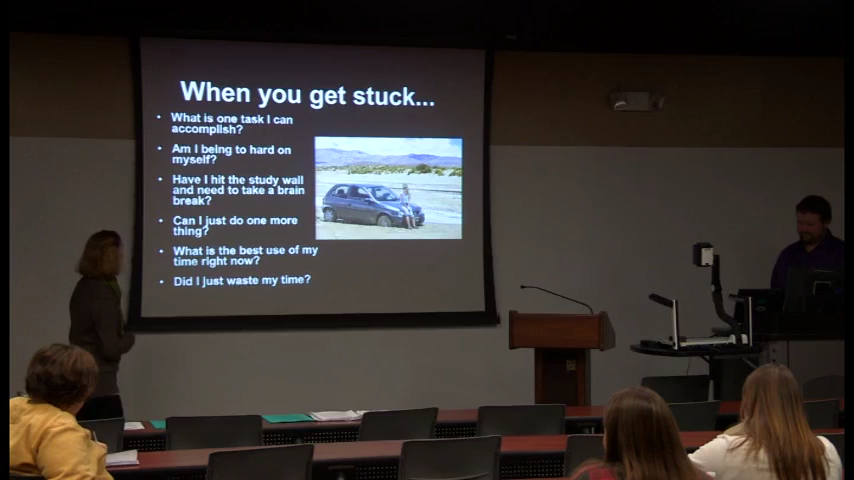 When you get stuck...
• What is one task I can
accomplish?
• Am I being to hard on
myself?
• Have I hit the study wall
and need to take a brain
break?
• Can I just do one more
thing?
• What is the best use of my
time right now?
• Did I just waste my time?